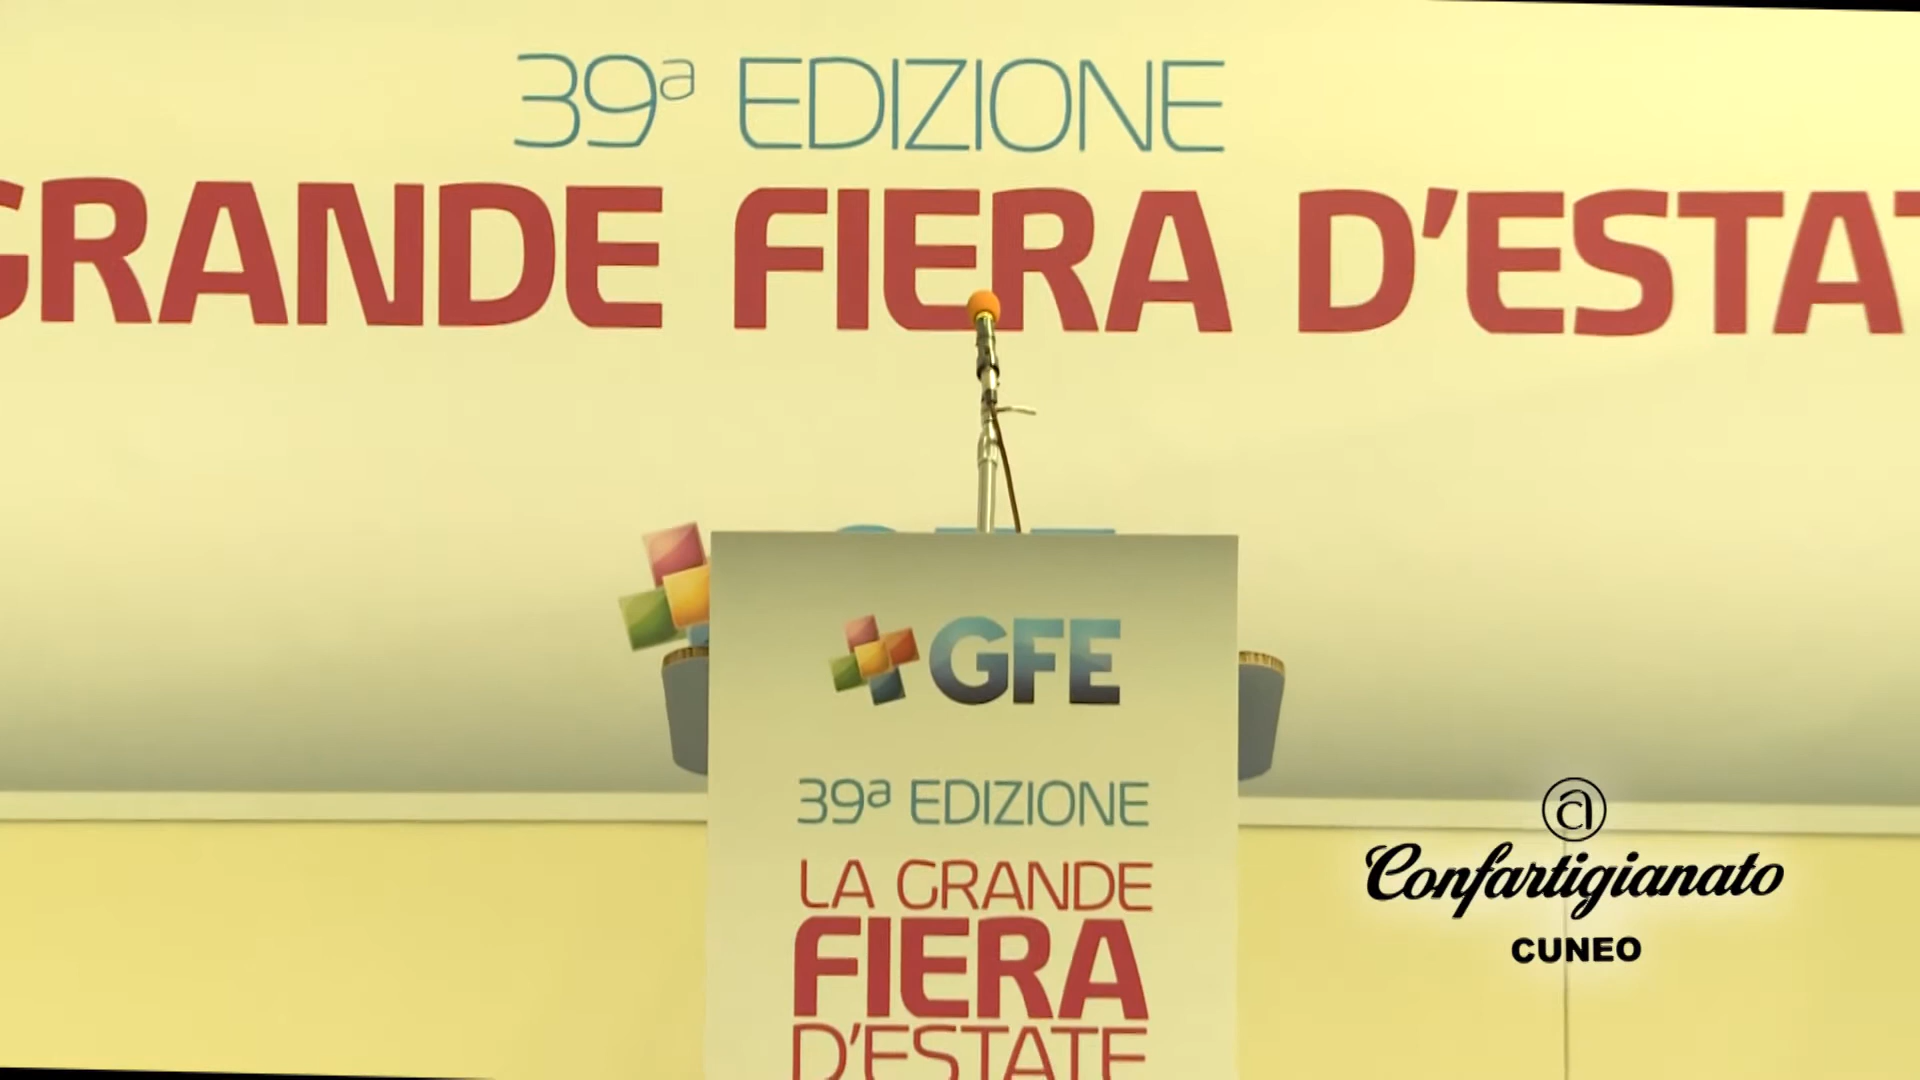 39ª EDIZIONE
GRANDE FIERA D'ESTAT
GFE
39ª EDIZIONE
LA GRANDE
FIERA
D'ESTATE
a
Confartigianato
CUNEO